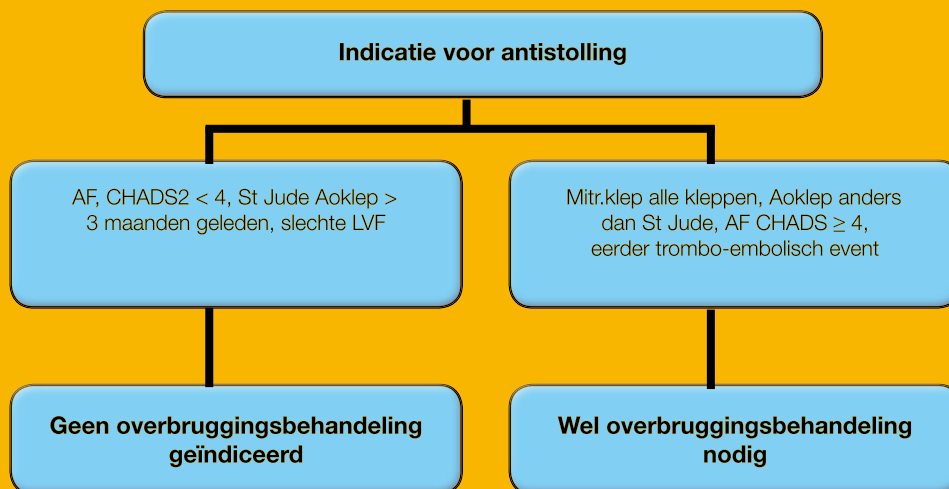 Indicatie voor antistolling
AF, CHADS2 < 4, St Jude Aoklep >
3 maanden geleden, slechte LVF
Mitr.klep alle kleppen, Aoklep anders
dan St Jude, AF CHADS ≥ 4,
eerder trombo-embolisch event
Geen overbruggingsbehandeling
geïndiceerd
Wel overbruggingsbehandeling
nodig